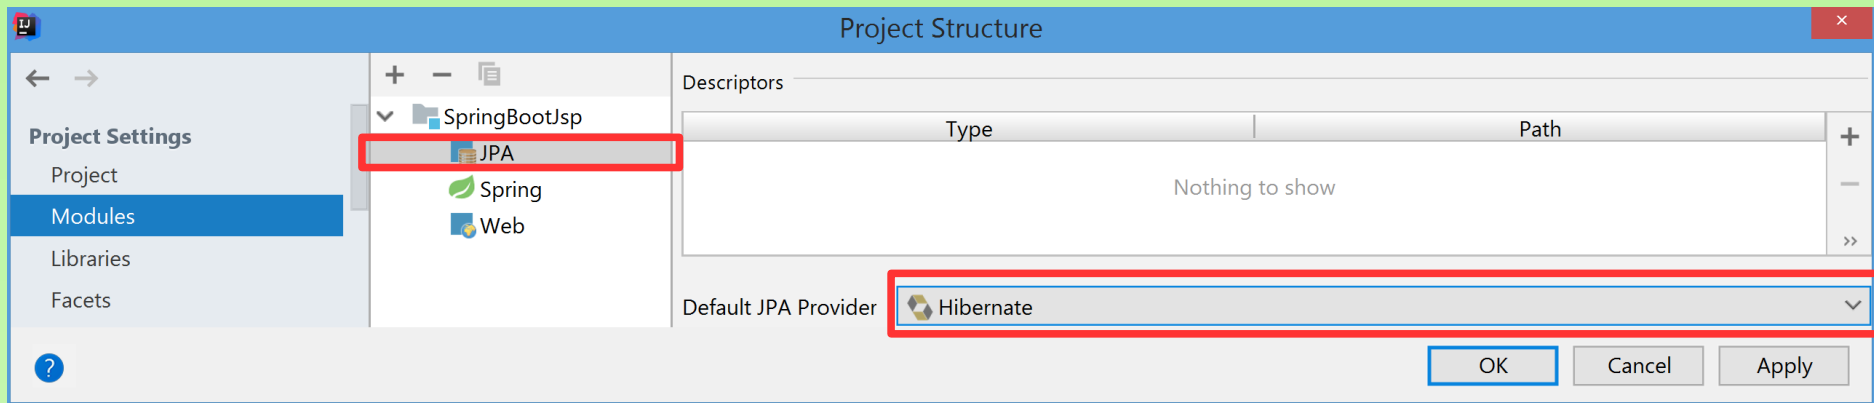 IJ
Project Structure
Project Settings
Project
Modules
Libraries
Facets
SpringBootJsp
JPA
Spring
Web
Descriptors
Type Path
Nothing to show
Default JPA Provider Hibernate
OK Cancel Apply